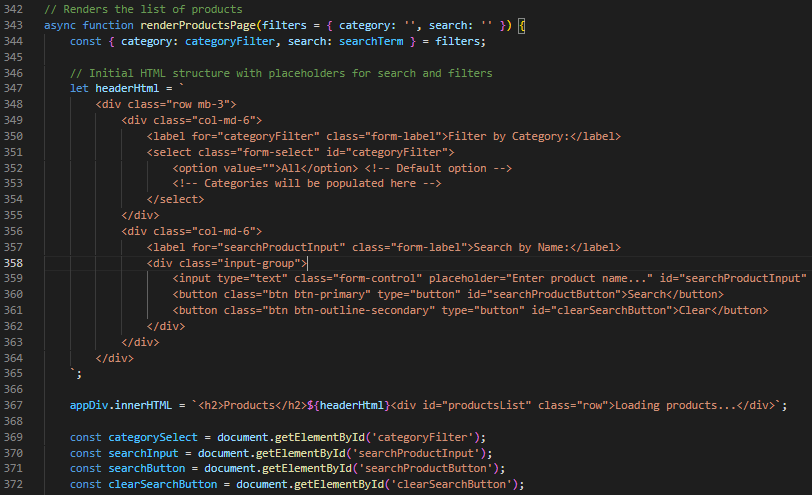 342 // Renders the list of products
343 async function renderProductsPage(filters = { category: '', search: '' }) {
344     const { category: categoryFilter, search: searchTerm } = filters;
345
346     // Initial HTML structure with placeholders for search and filters
347     let headerHtml = `
348         <div class="row mb-3">
349             <div class="col-md-6">
350                 <label for="categoryFilter" class="form-label">Filter by Category:</label>
351                 <select class="form-select" id="categoryFilter">
352                     <option value="">All</option> <!-- Default option -->
353                     <!-- Categories will be populated here -->
354                 </select>
355             </div>
356             <div class="col-md-6">
357                 <label for="searchProductInput" class="form-label">Search by Name:</label>
358                 <div class="input-group">
359                     <input type="text" class="form-control" placeholder="Enter product name..." id="searchProductInput"
360                     <button class="btn btn-primary" type="button" id="searchProductButton">Search</button>
361                     <button class="btn btn-outline-secondary" type="button" id="clearSearchButton">Clear</button>
362                 </div>
363             </div>
364         </div>
365     `;
366
367     appDiv.innerHTML = `<h2>Products</h2>${headerHtml}<div id="productsList" class="row">Loading products...</div>`;
368
369     const categorySelect = document.getElementById('categoryFilter');
370     const searchInput = document.getElementById('searchProductInput');
371     const searchButton = document.getElementById('searchProductButton');
372     const clearSearchButton = document.getElementById('clearSearchButton');